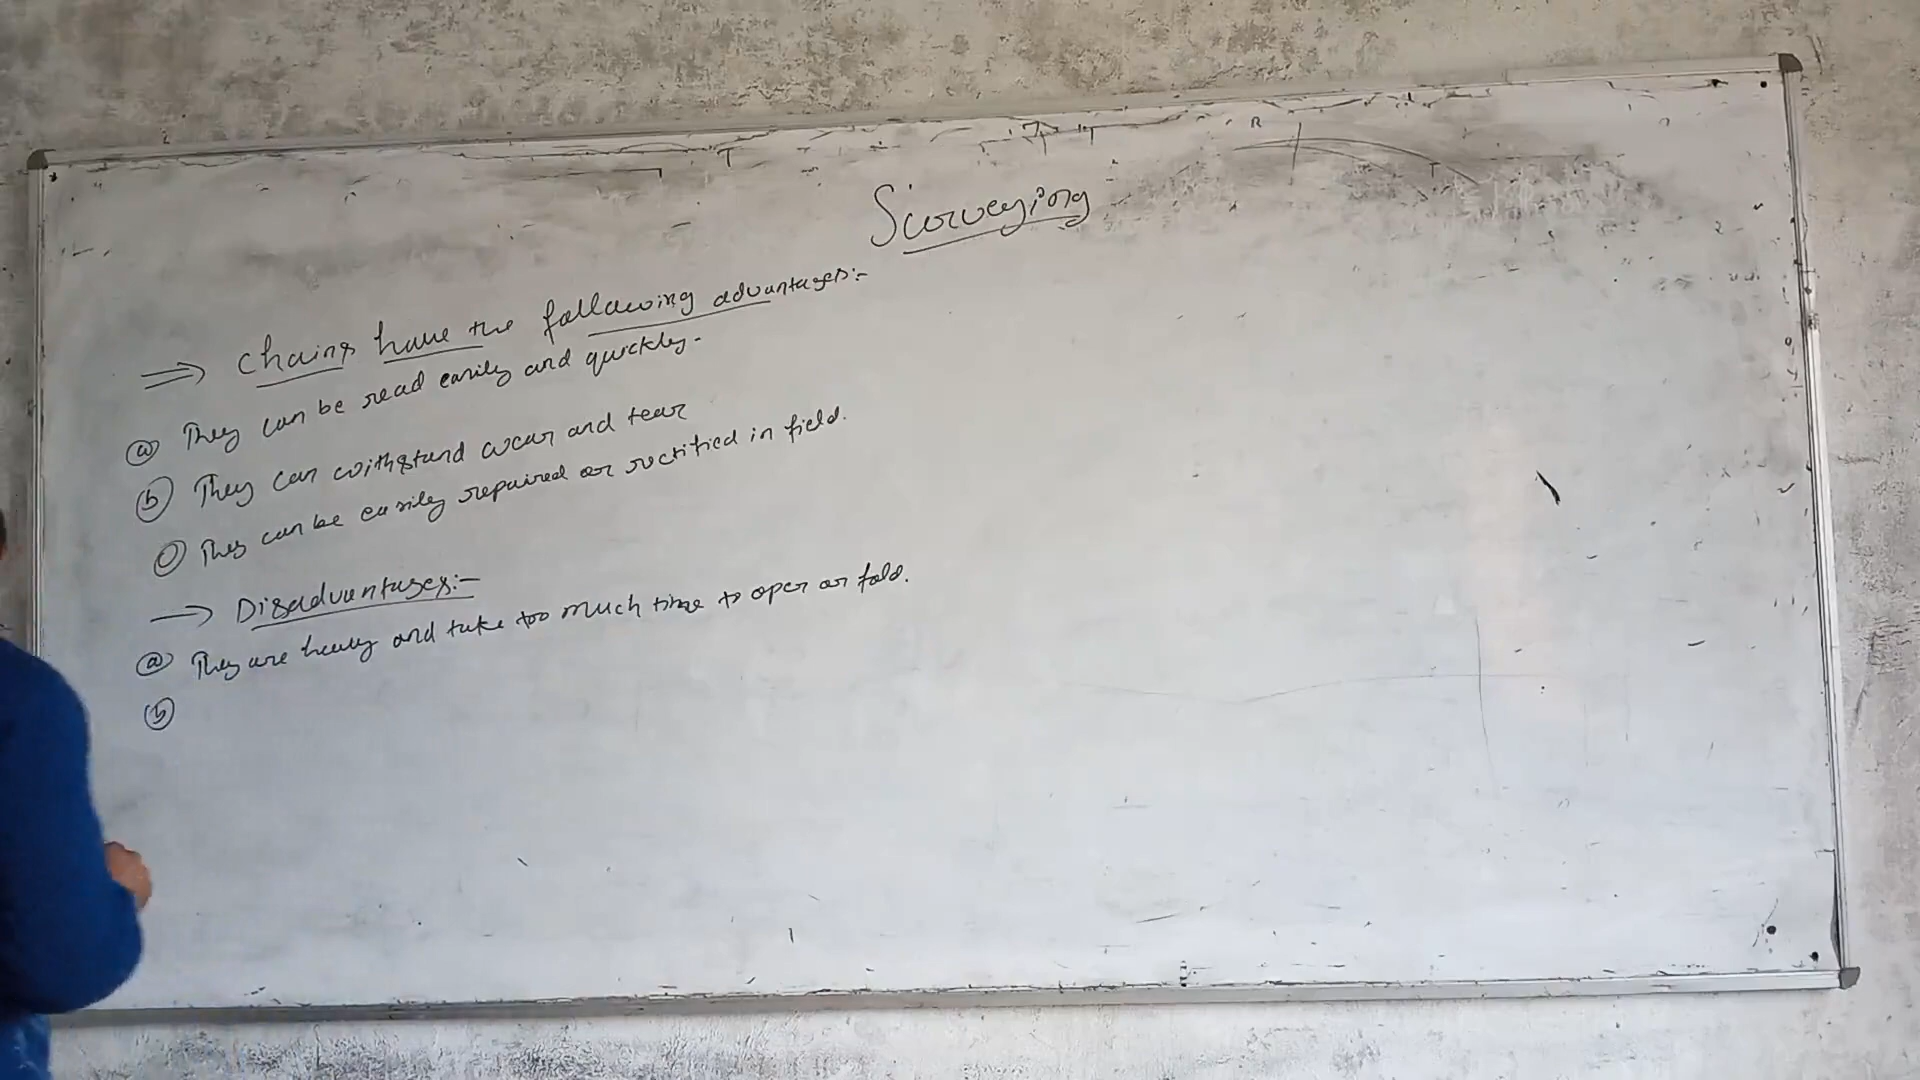 Surveying
⇒ Chains have the following advantages:-
ⓐ They can be read easily and quickly.
ⓑ They can withstand wear and tear
ⓒ They can be easily repaired or rectified in field.
→ Disadvantages:-
ⓐ They are heavy and take too much time to open or fold.
ⓑ